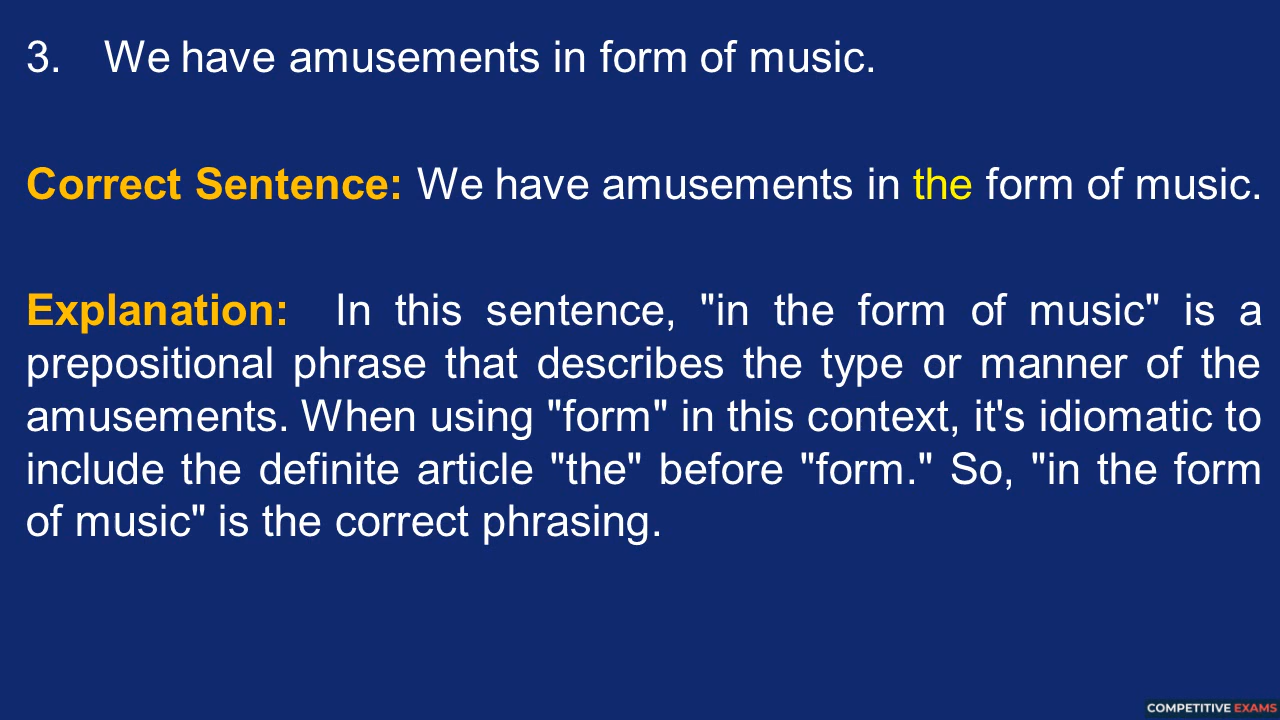 3. We have amusements in form of music.
Correct Sentence: We have amusements in the form of music.
Explanation: In this sentence, "in the form of music" is a
prepositional phrase that describes the type or manner of the
amusements. When using "form" in this context, it's idiomatic to
include the definite article "the" before "form." So, "in the form
of music" is the correct phrasing.
COMPETITIVE EXAMS